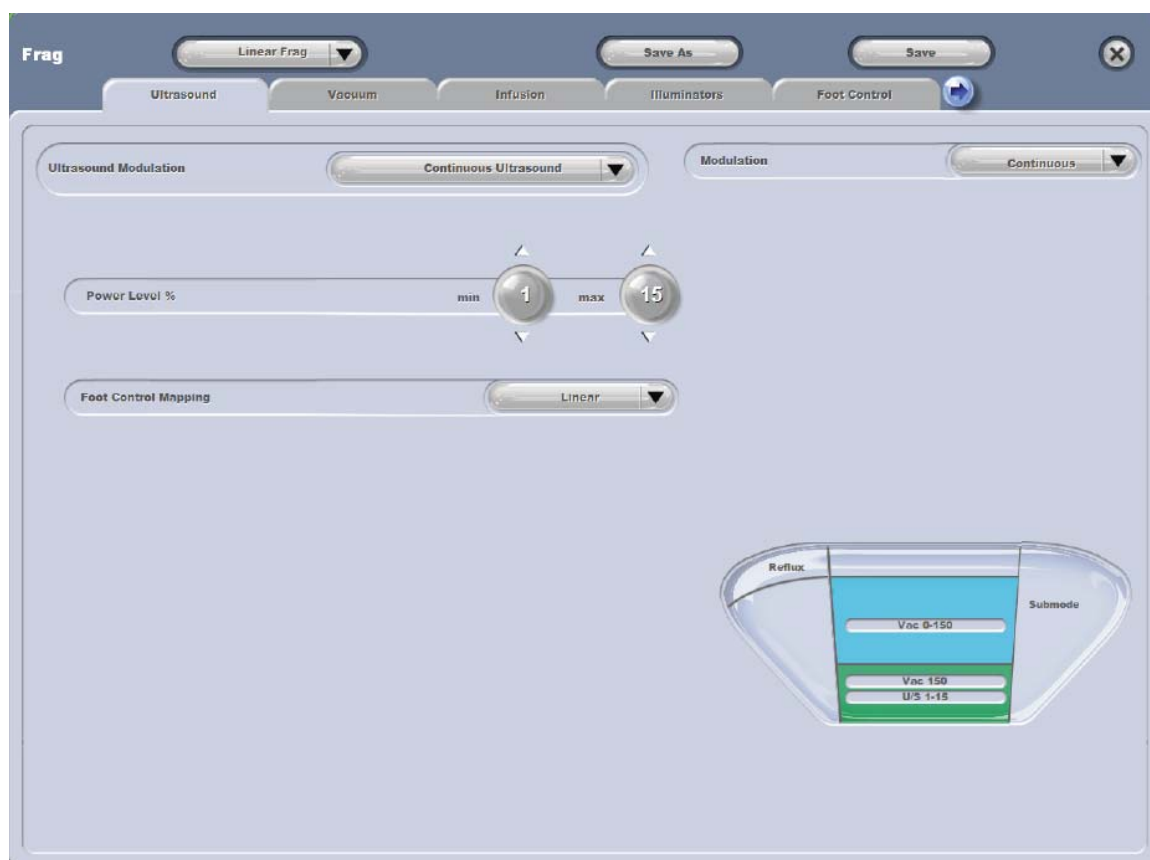 Frag
Linear Frag
Save As
Save
Ultrasound
Vacuum
Infusion
Illuminators
Foot Control
Ultrasound Modulation
Continuous Ultrasound
Modulation
Continuous
Power Level %
min
1
max
15
Foot Control Mapping
Linear
Reflux
Submode
Vac 0-150
Vac 150
U/S 1-15